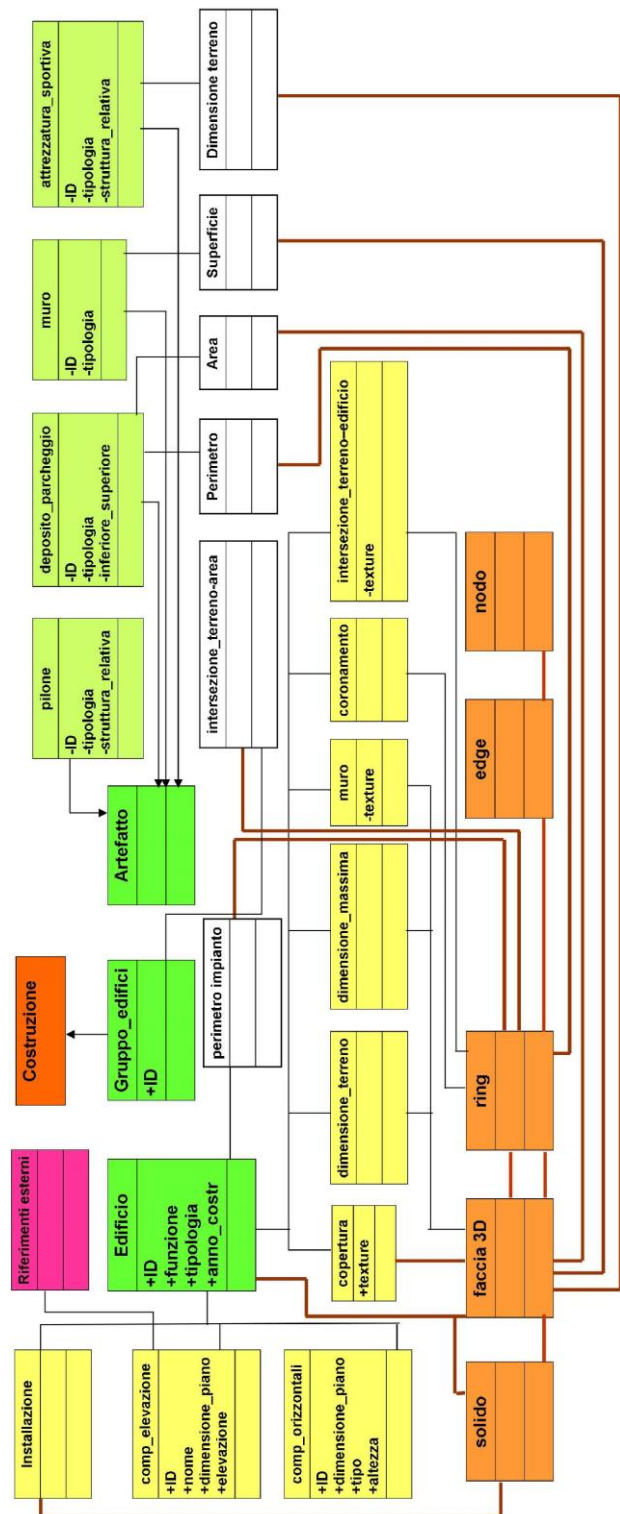 Installazione
Riferimenti esterni
Costruzione
comp_elevazione
+ID
+nome
+dimensione_piano
+elevazione
Edificio
+ID
+funzione
+tipologia
+anno_costr
Gruppo_edifici
+ID
Artefatto
pilone
-ID
-tipologia
-struttura_relativa
deposito_parcheggio
-ID
-tipologia
-inferiore_superiore
muro
-ID
-tipologia
attrezzatura_sportiva
-ID
-tipologia
-struttura_relativa
perimetro impianto
intersezione_terreno-area
Perimetro
Area
Superficie
Dimensione terreno
comp_orizzontali
+ID
+dimensione_piano
+tipo
+altezza
copertura
+texture
dimensione_terreno
dimensione_massima
muro
-texture
coronamento
intersezione_terreno–edificio
-texture
solido
faccia 3D
ring
edge
nodo